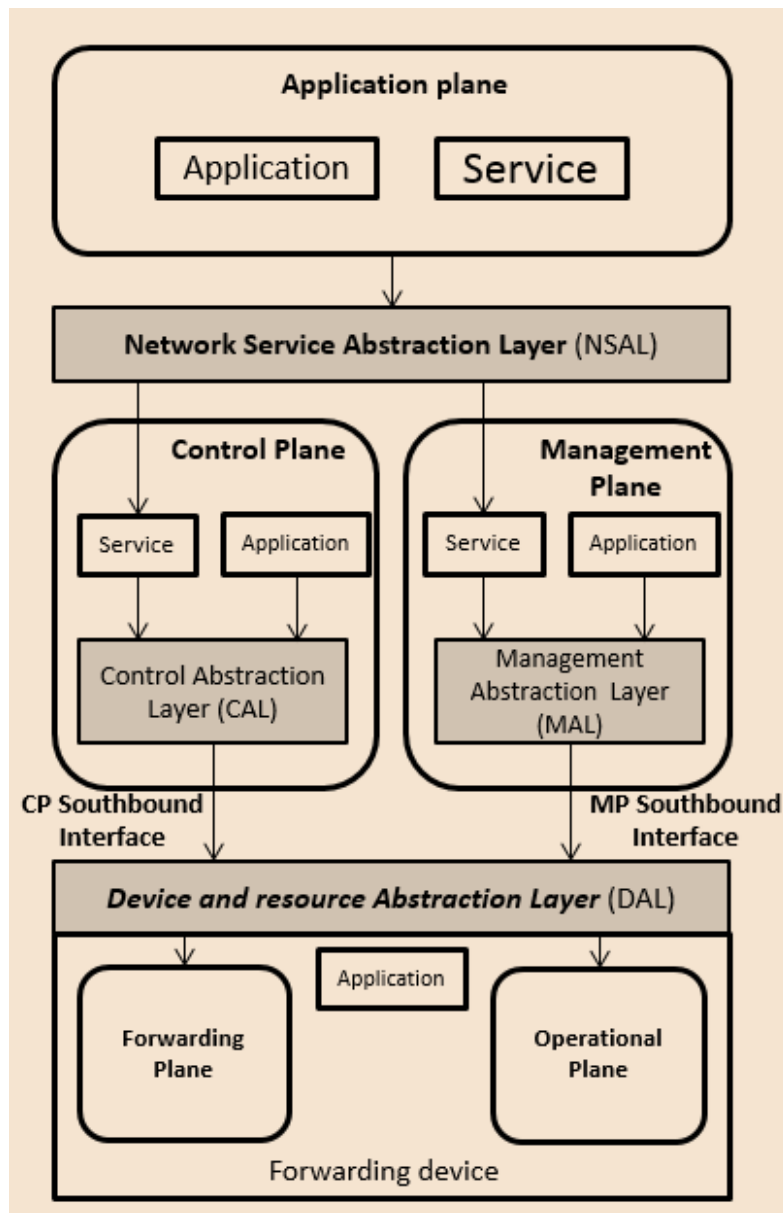 Application plane
Application
Service
Network Service Abstraction Layer (NSAL)
Control Plane
Service
Application
Control Abstraction
Layer (CAL)
Management
Plane
Service
Application
Management
Abstraction Layer
(MAL)
CP Southbound
Interface
MP Southbound
Interface
Device and resource Abstraction Layer (DAL)
Forwarding
Plane
Application
Operational
Plane
Forwarding device